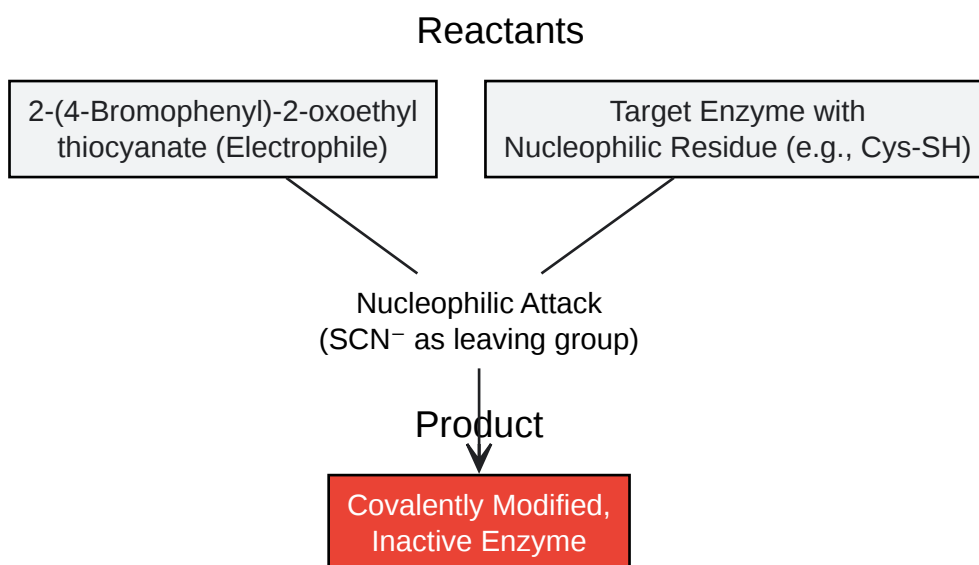 Reactants
2-(4-Bromophenyl)-2-oxoethyl
thiocyanate (Electrophile)
Target Enzyme with
Nucleophilic Residue (e.g., Cys-SH)
Nucleophilic Attack
(SCN⁻ as leaving group)
Product
Covalently Modified,
Inactive Enzyme